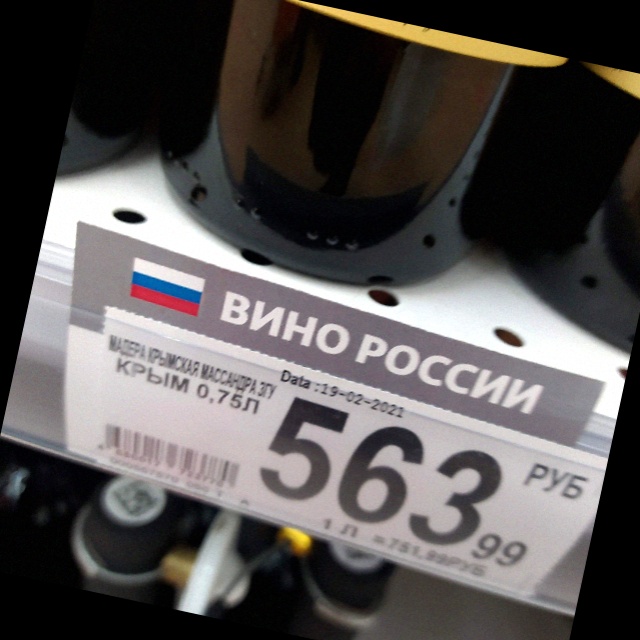 ВИНО РОССИИ
МАДЕРА КРЫМСКАЯ МАССАНДРА ЗГУ
КРЫМ 0,75Л
Data :19-02-2021
563 99 РУБ
1 Л =751.99РУБ